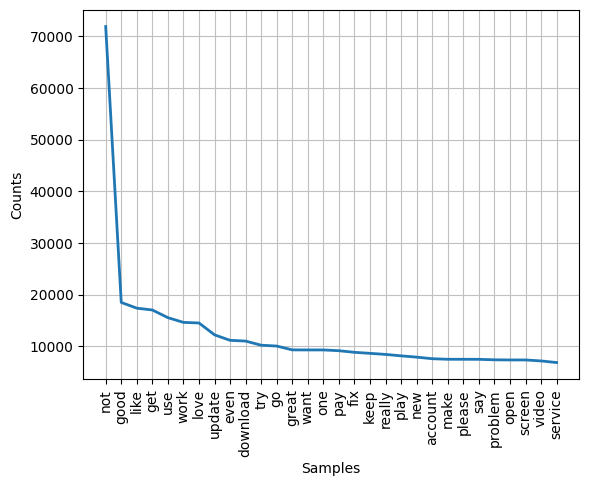 70000
60000
50000
40000
30000
20000
10000
Counts
not
good
like
get
use
work
love
update
even
download
try
go
great
want
one
pay
fix
keep
really
play
new
account
make
please
say
problem
open
screen
video
service
Samples